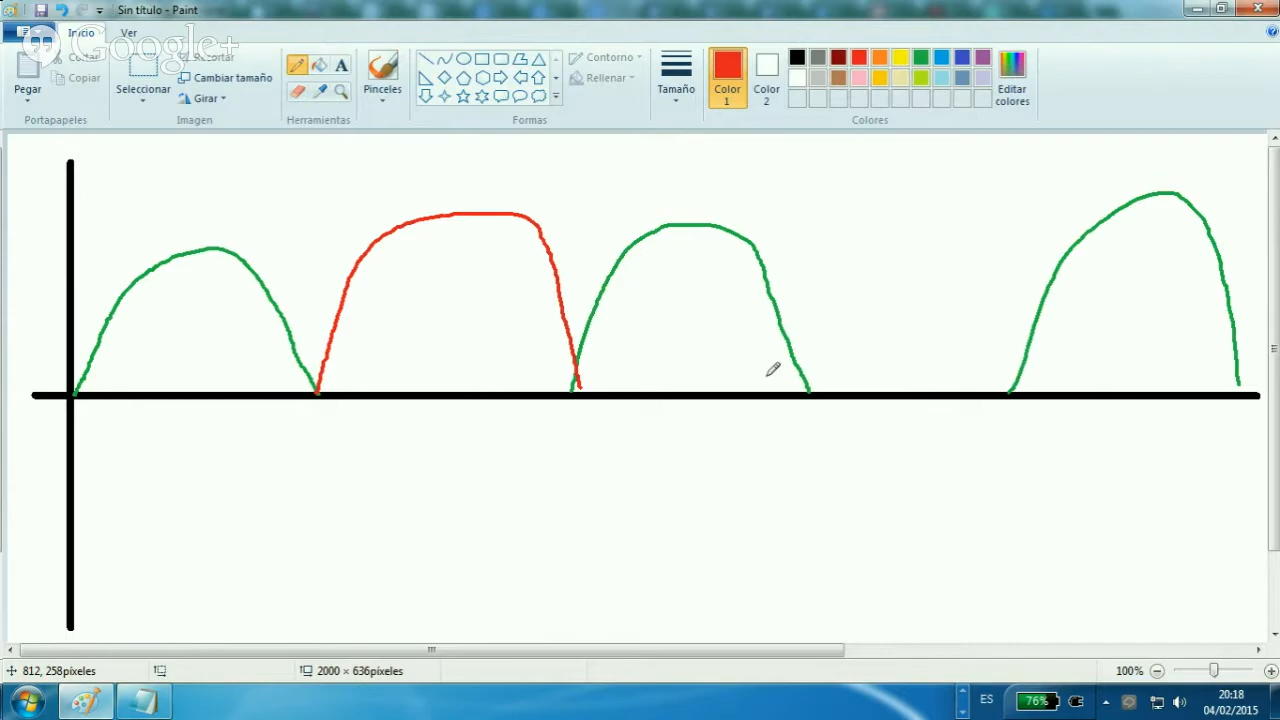 Sin título - Paint
Inicio
Ver
Google+
Pegar
Cortar
Copiar
Portapapeles
Seleccionar
Recortar
Cambiar tamaño
Girar
Imagen
A
Herramientas
Pinceles
Contorno
Rellenar
Formas
Tamaño
Color
1
Color
2
Editar
colores
Colores
812, 258píxeles
2000 × 636píxeles
100%
ES
76%
20:18
04/02/2015